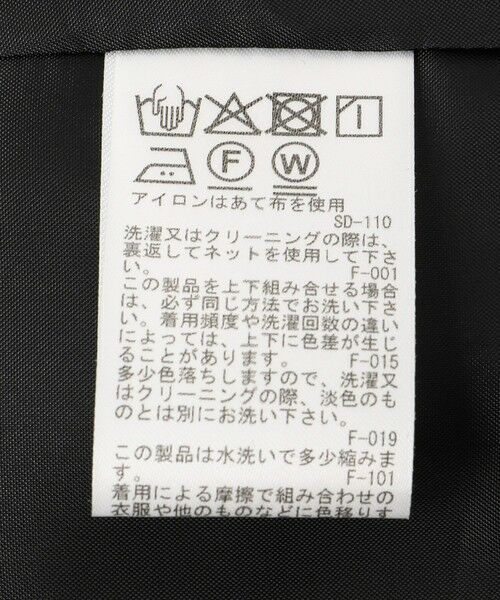 F W
アイロンはあて布を使用
SD-110
洗濯又はクリーニングの際は、
裏返してネットを使用して下さ
い。 F-001
この製品を上下組み合せる場合
は、必ず同じ方法でお洗い下さ
い。着用頻度や洗濯回数の違い
によっては、上下に色差が生じ
ることがあります。 F-015
多少色落ちしますので、洗濯又
はクリーニングの際、淡色のも
のとは別にお洗い下さい。
F-019
この製品は水洗いで多少縮みま
す。 F-101
着用による摩擦で組み合わせの
衣服や他のものなどに色移りす